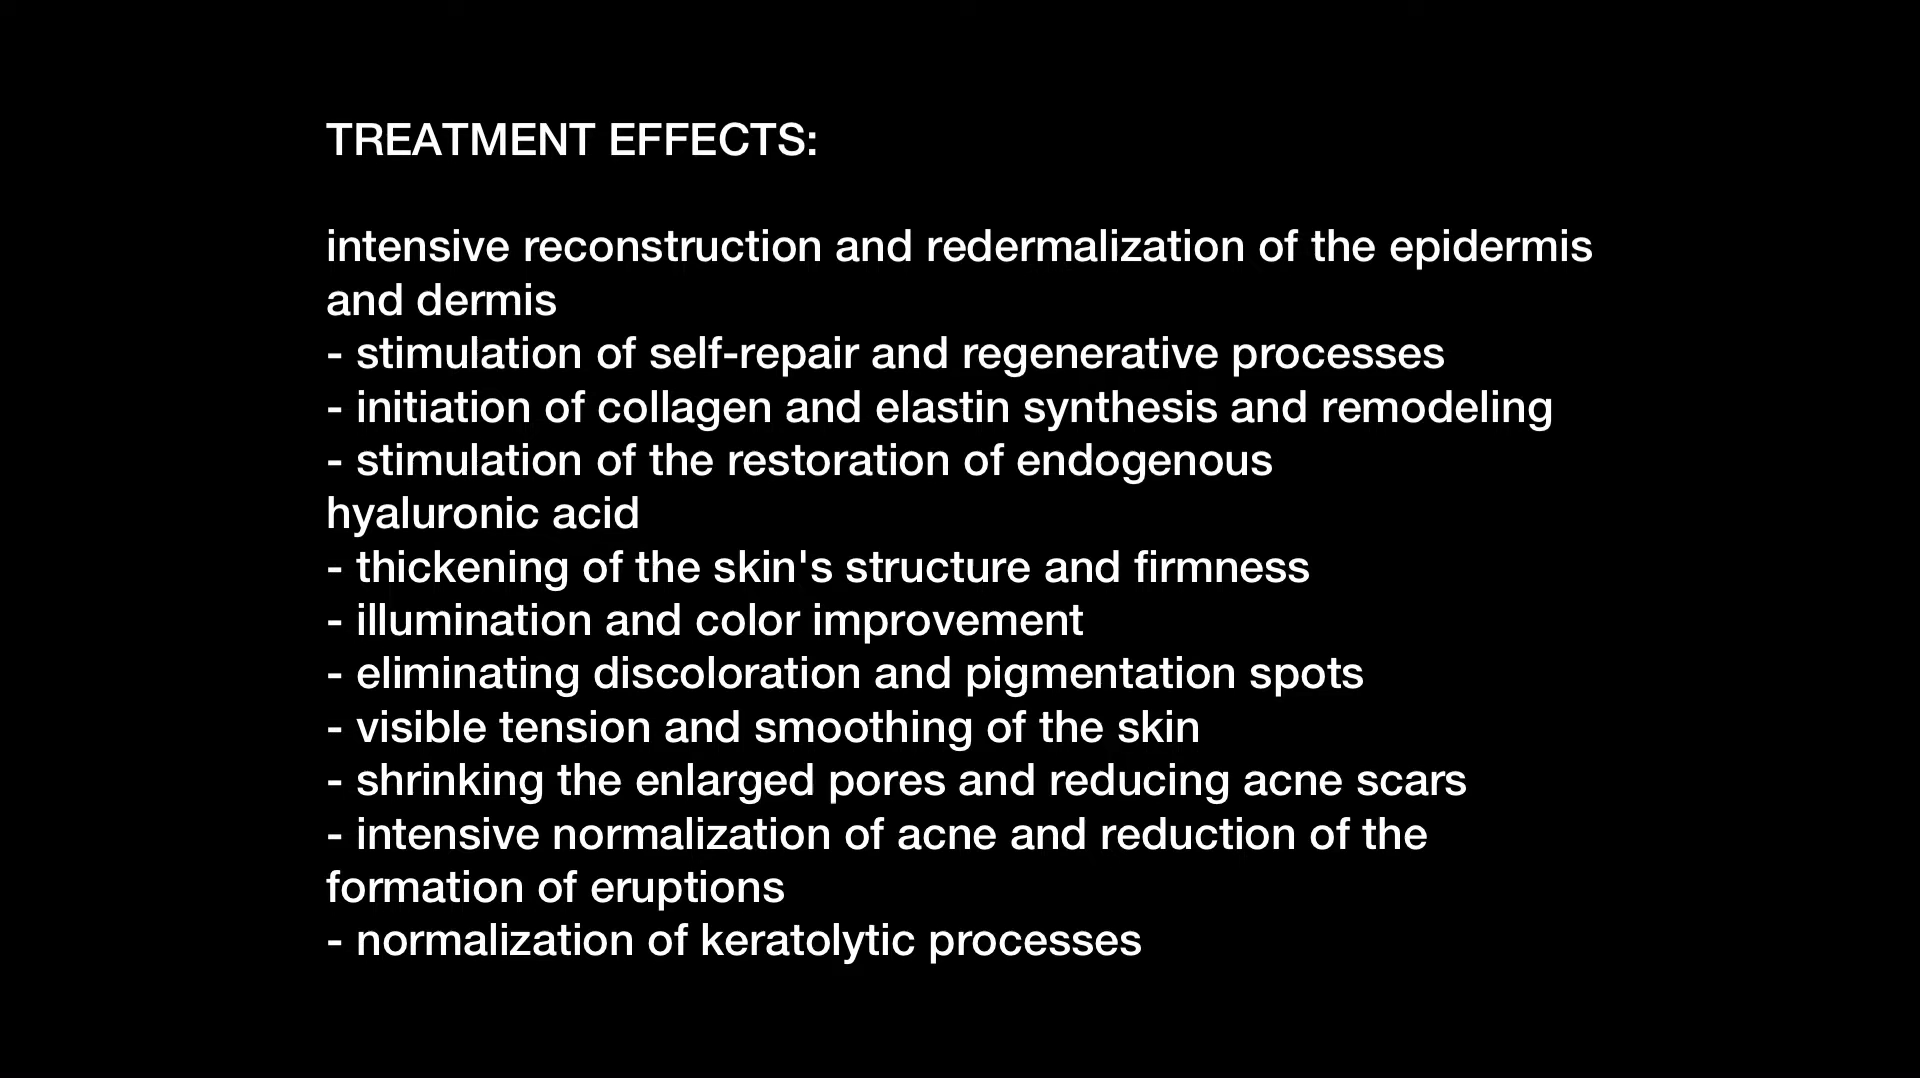 TREATMENT EFFECTS:
intensive reconstruction and redermalization of the epidermis
and dermis
- stimulation of self-repair and regenerative processes
- initiation of collagen and elastin synthesis and remodeling
- stimulation of the restoration of endogenous
hyaluronic acid
- thickening of the skin's structure and firmness
- illumination and color improvement
- eliminating discoloration and pigmentation spots
- visible tension and smoothing of the skin
- shrinking the enlarged pores and reducing acne scars
- intensive normalization of acne and reduction of the
formation of eruptions
- normalization of keratolytic processes